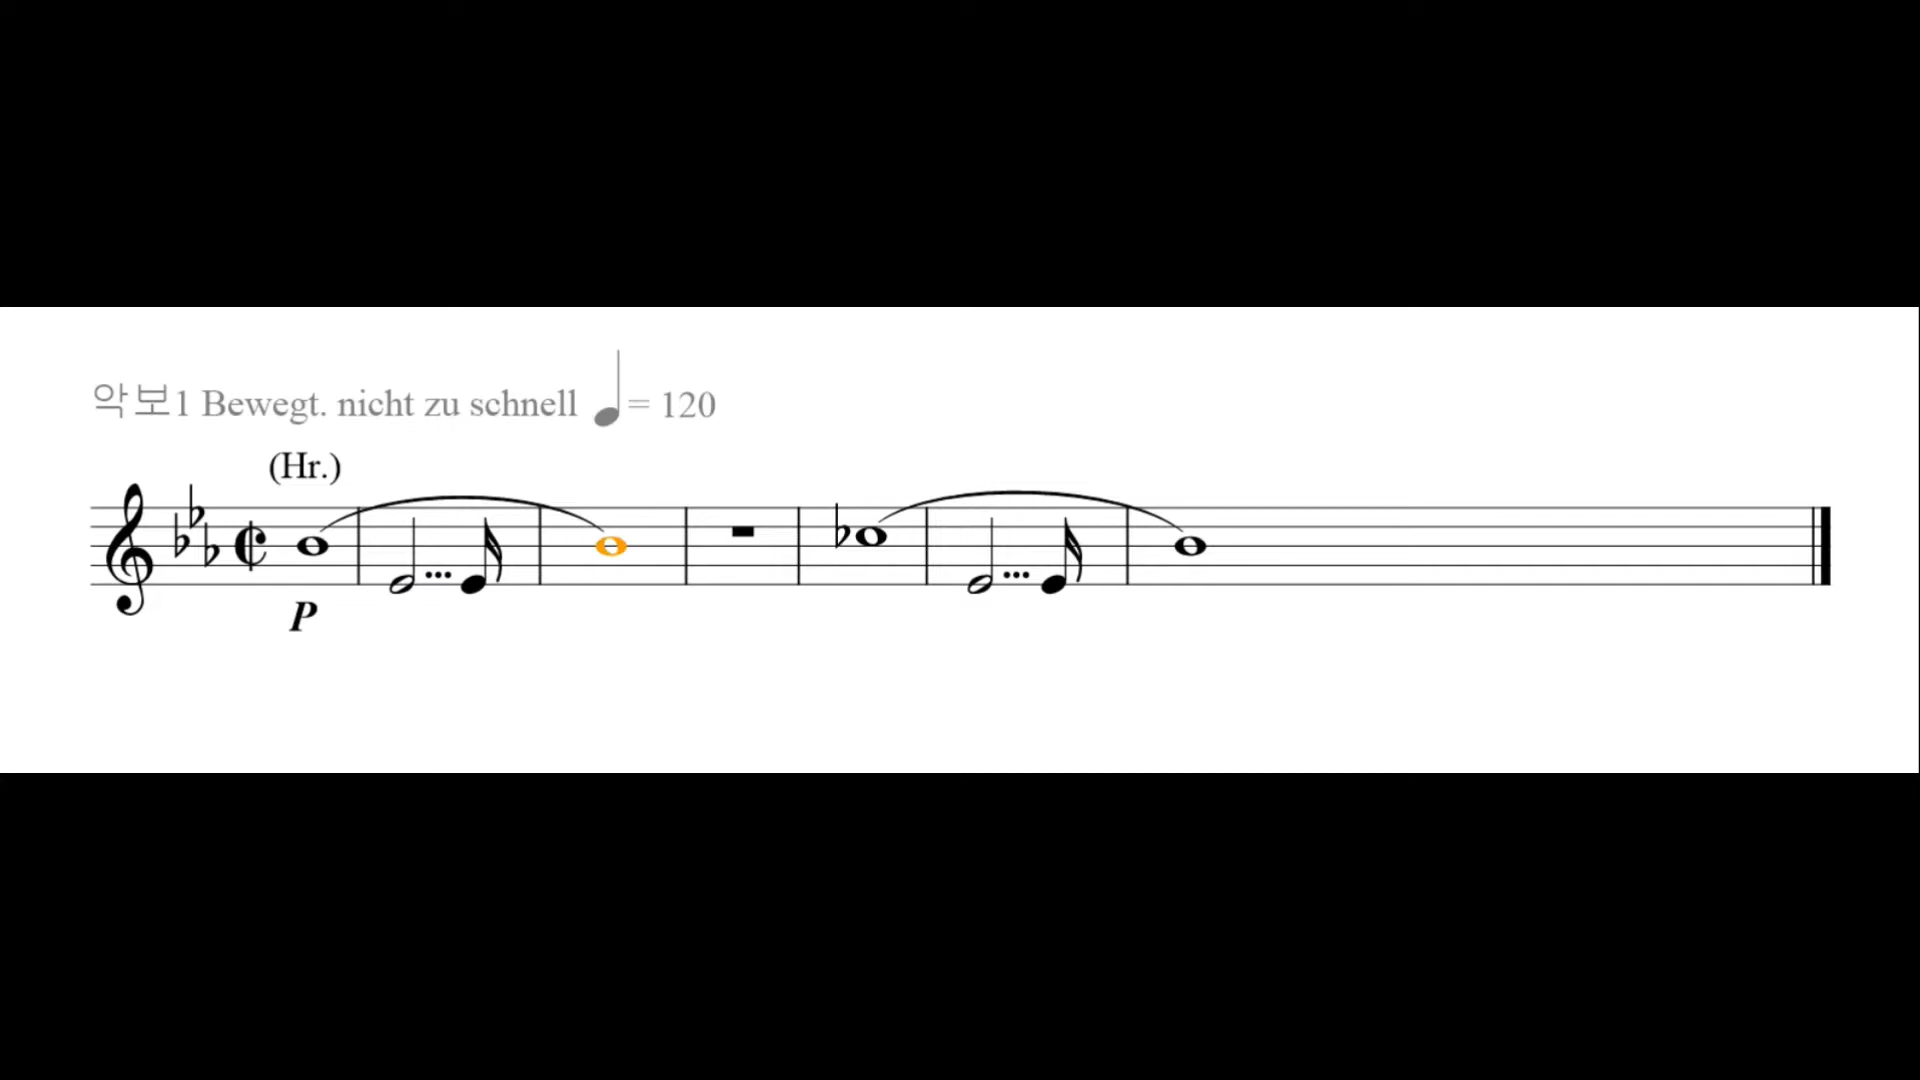 악보1 Bewegt. nicht zu schnell = 120
(Hr.)
P